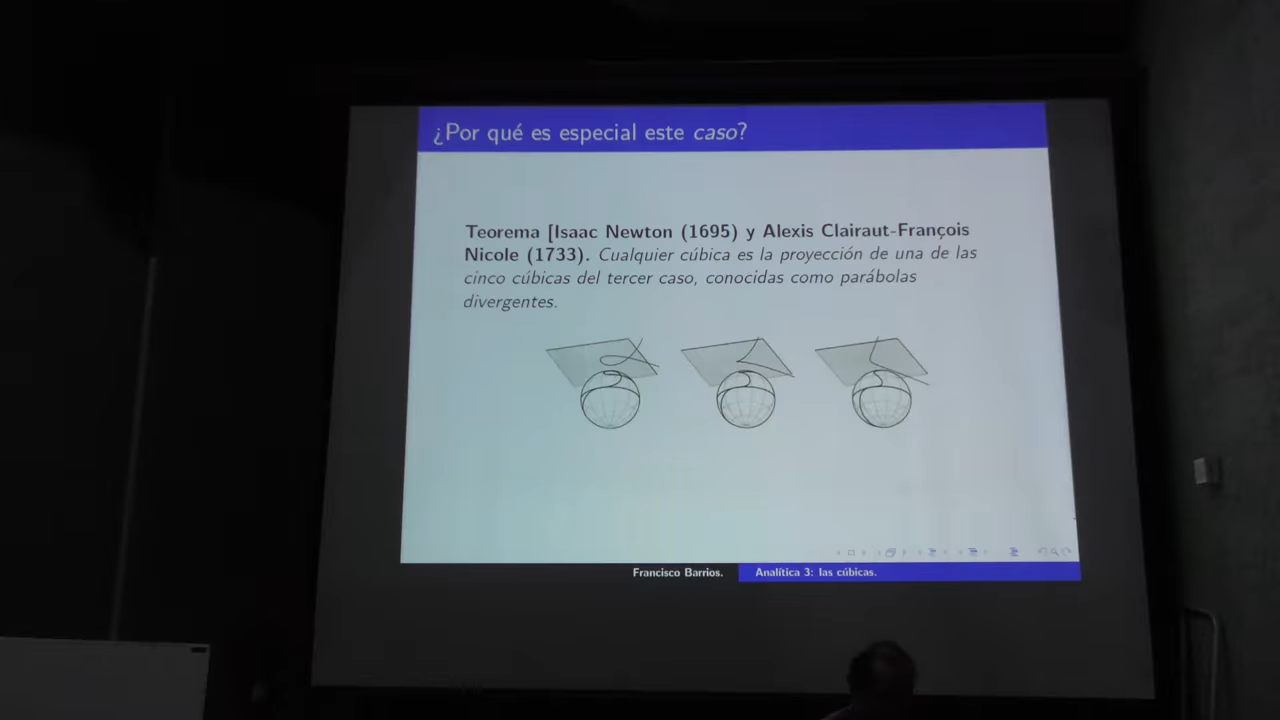 ¿Por qué es especial este caso?
Teorema [Isaac Newton (1695) y Alexis Clairaut-François
Nicole (1733). Cualquier cúbica es la proyección de una de las
cinco cúbicas del tercer caso, conocidas como parábolas
divergentes.
Francisco Barrios.
Analítica 3: las cúbicas.